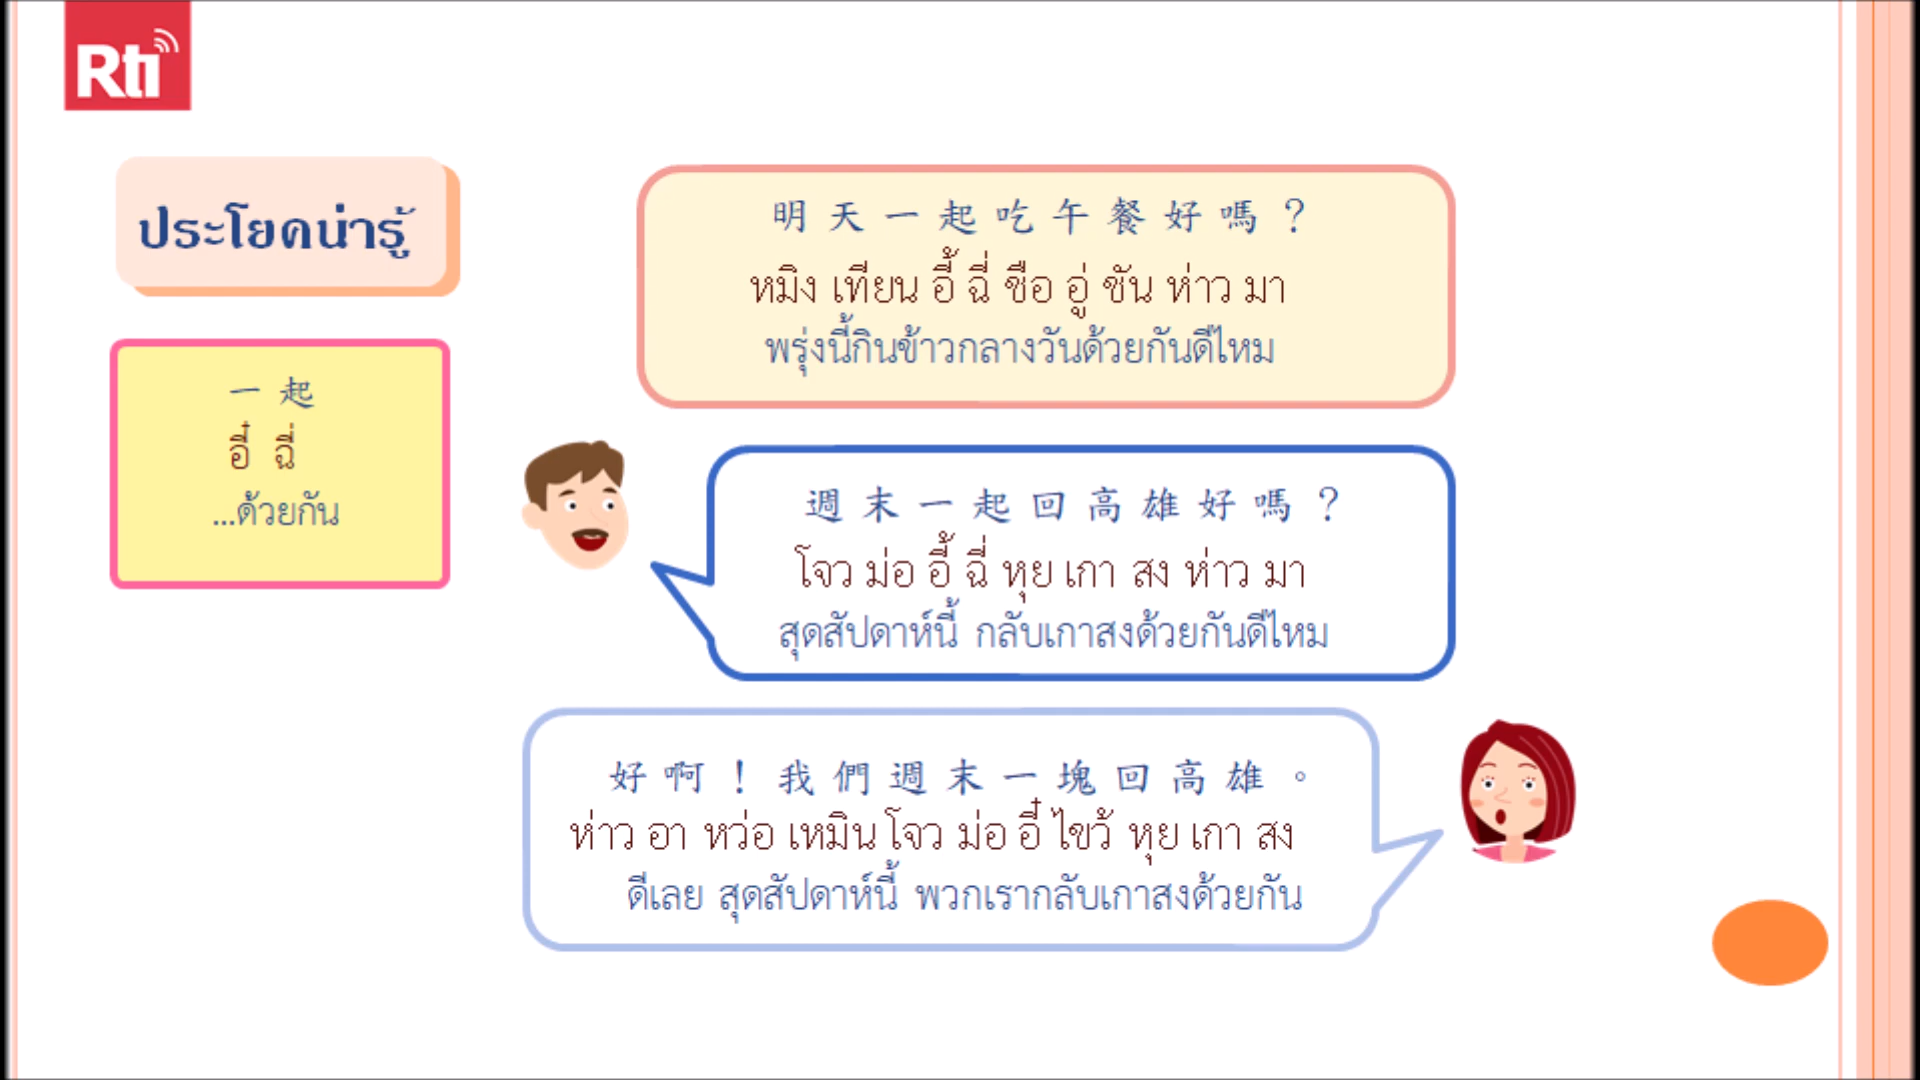 Rti
ประโยคน่ารู้
一起
อี๋ ฉี่
...ด้วยกัน
明天一起吃午餐好嗎？
หมิง เทียน อี้ ฉี่ ชือ อู่ ชัน ห่าว มา
พรุ่งนี้กินข้าวกลางวันด้วยกันดีไหม
週末一起回高雄好嗎？
โจว ม่อ อี้ ฉี่ หุย เกา สง ห่าว มา
สุดสัปดาห์นี้ กลับเกาสงด้วยกันดีไหม
好啊！我們週末一塊回高雄。
ห่าว อา หว่อ เหมิน โจว ม่อ อี๋ ไขว้ หุย เกา สง
ดีเลย สุดสัปดาห์นี้ พวกเรากลับเกาสงด้วยกัน